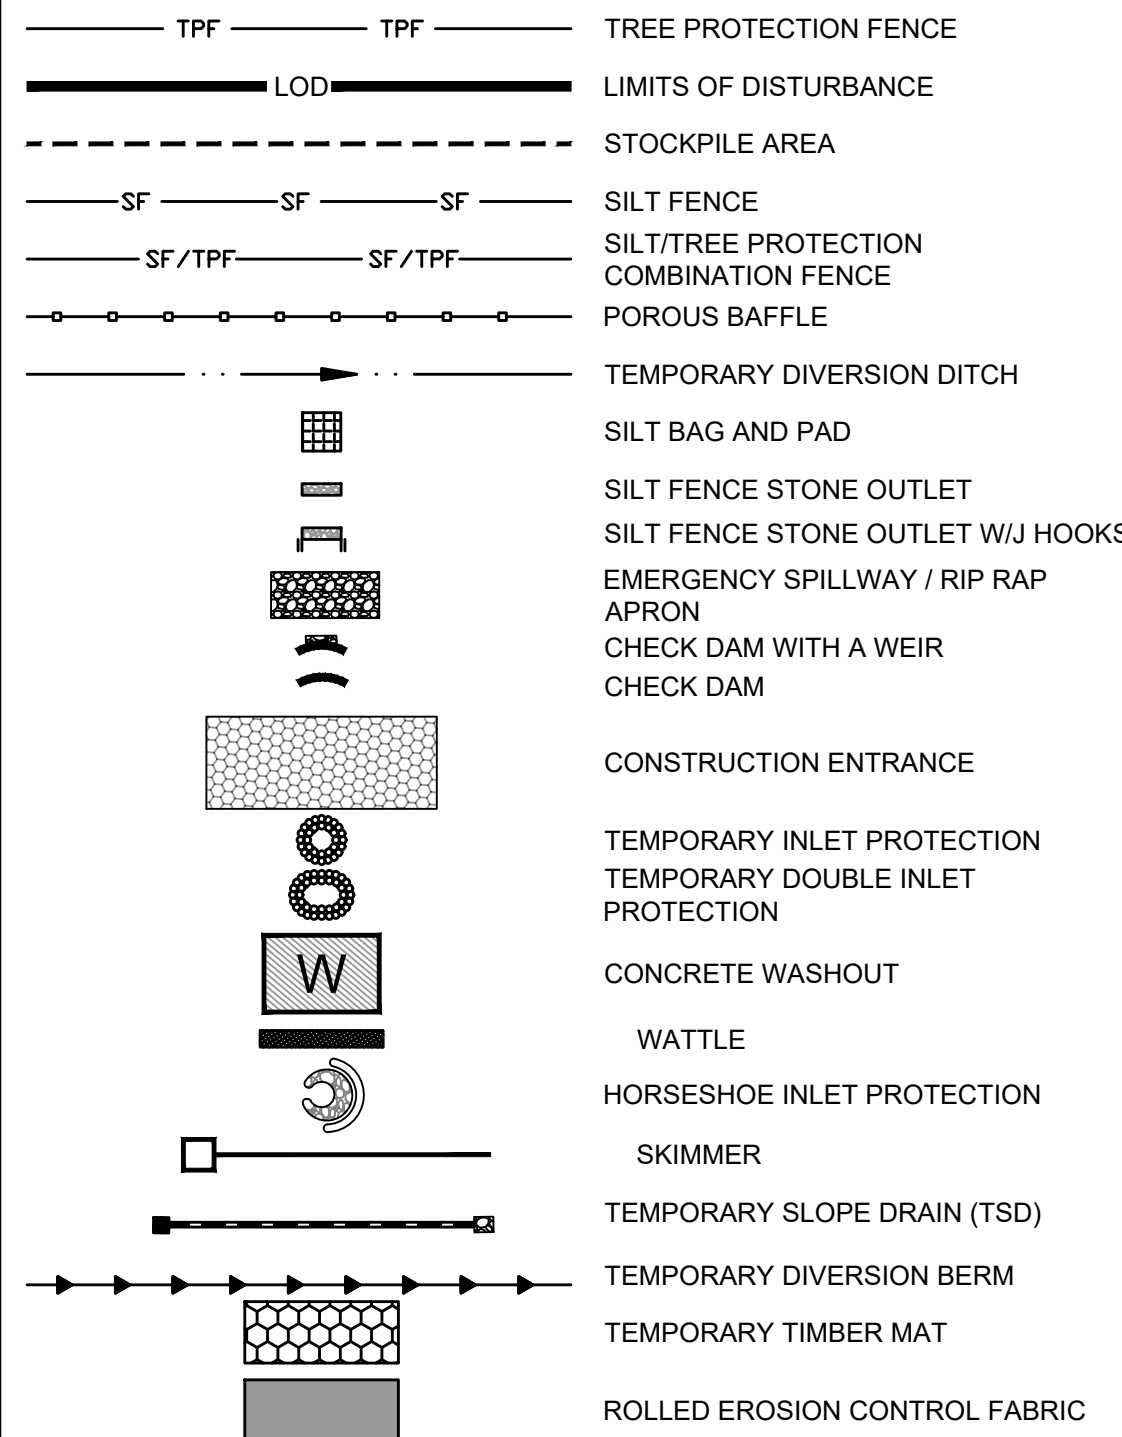 TPF TPF TREE PROTECTION FENCE
LOD LIMITS OF DISTURBANCE
STOCKPILE AREA
SF SF SF SILT FENCE
SF/TPF SF/TPF SILT/TREE PROTECTION
COMBINATION FENCE
POROUS BAFFLE
TEMPORARY DIVERSION DITCH
SILT BAG AND PAD
SILT FENCE STONE OUTLET
SILT FENCE STONE OUTLET W/J HOOKS
EMERGENCY SPILLWAY / RIP RAP
APRON
CHECK DAM WITH A WEIR
CHECK DAM
CONSTRUCTION ENTRANCE
TEMPORARY INLET PROTECTION
TEMPORARY DOUBLE INLET
PROTECTION
W CONCRETE WASHOUT
WATTLE
HORSESHOE INLET PROTECTION
SKIMMER
TEMPORARY SLOPE DRAIN (TSD)
TEMPORARY DIVERSION BERM
TEMPORARY TIMBER MAT
ROLLED EROSION CONTROL FABRIC